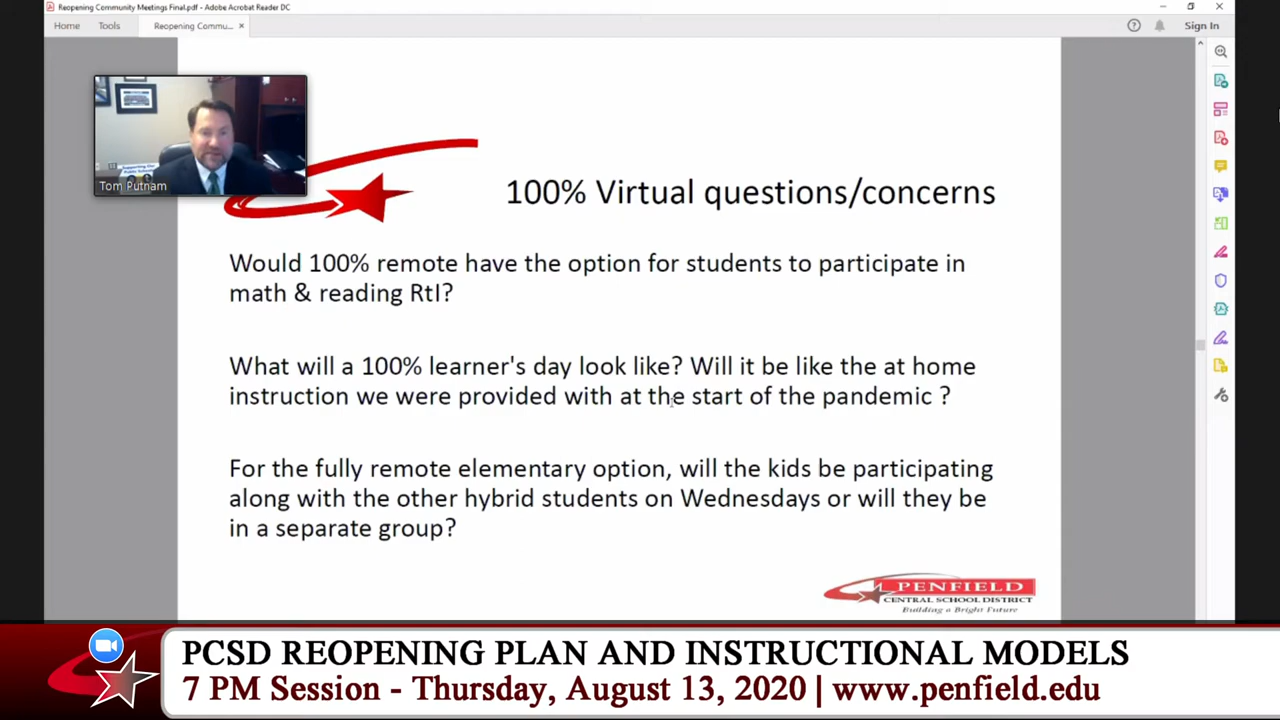 Reopening Community Meetings Final.pdf - Adobe Acrobat Reader DC
Home Tools Reopening Commu... ×
Sign In
Tom Putnam
100% Virtual questions/concerns
Would 100% remote have the option for students to participate in
math & reading RtI?
What will a 100% learner's day look like? Will it be like the at home
instruction we were provided with at the start of the pandemic ?
For the fully remote elementary option, will the kids be participating
along with the other hybrid students on Wednesdays or will they be
in a separate group?
PENFIELD
CENTRAL SCHOOL DISTRICT
Building a Bright Future
PCSD REOPENING PLAN AND INSTRUCTIONAL MODELS
7 PM Session - Thursday, August 13, 2020 | www.penfield.edu